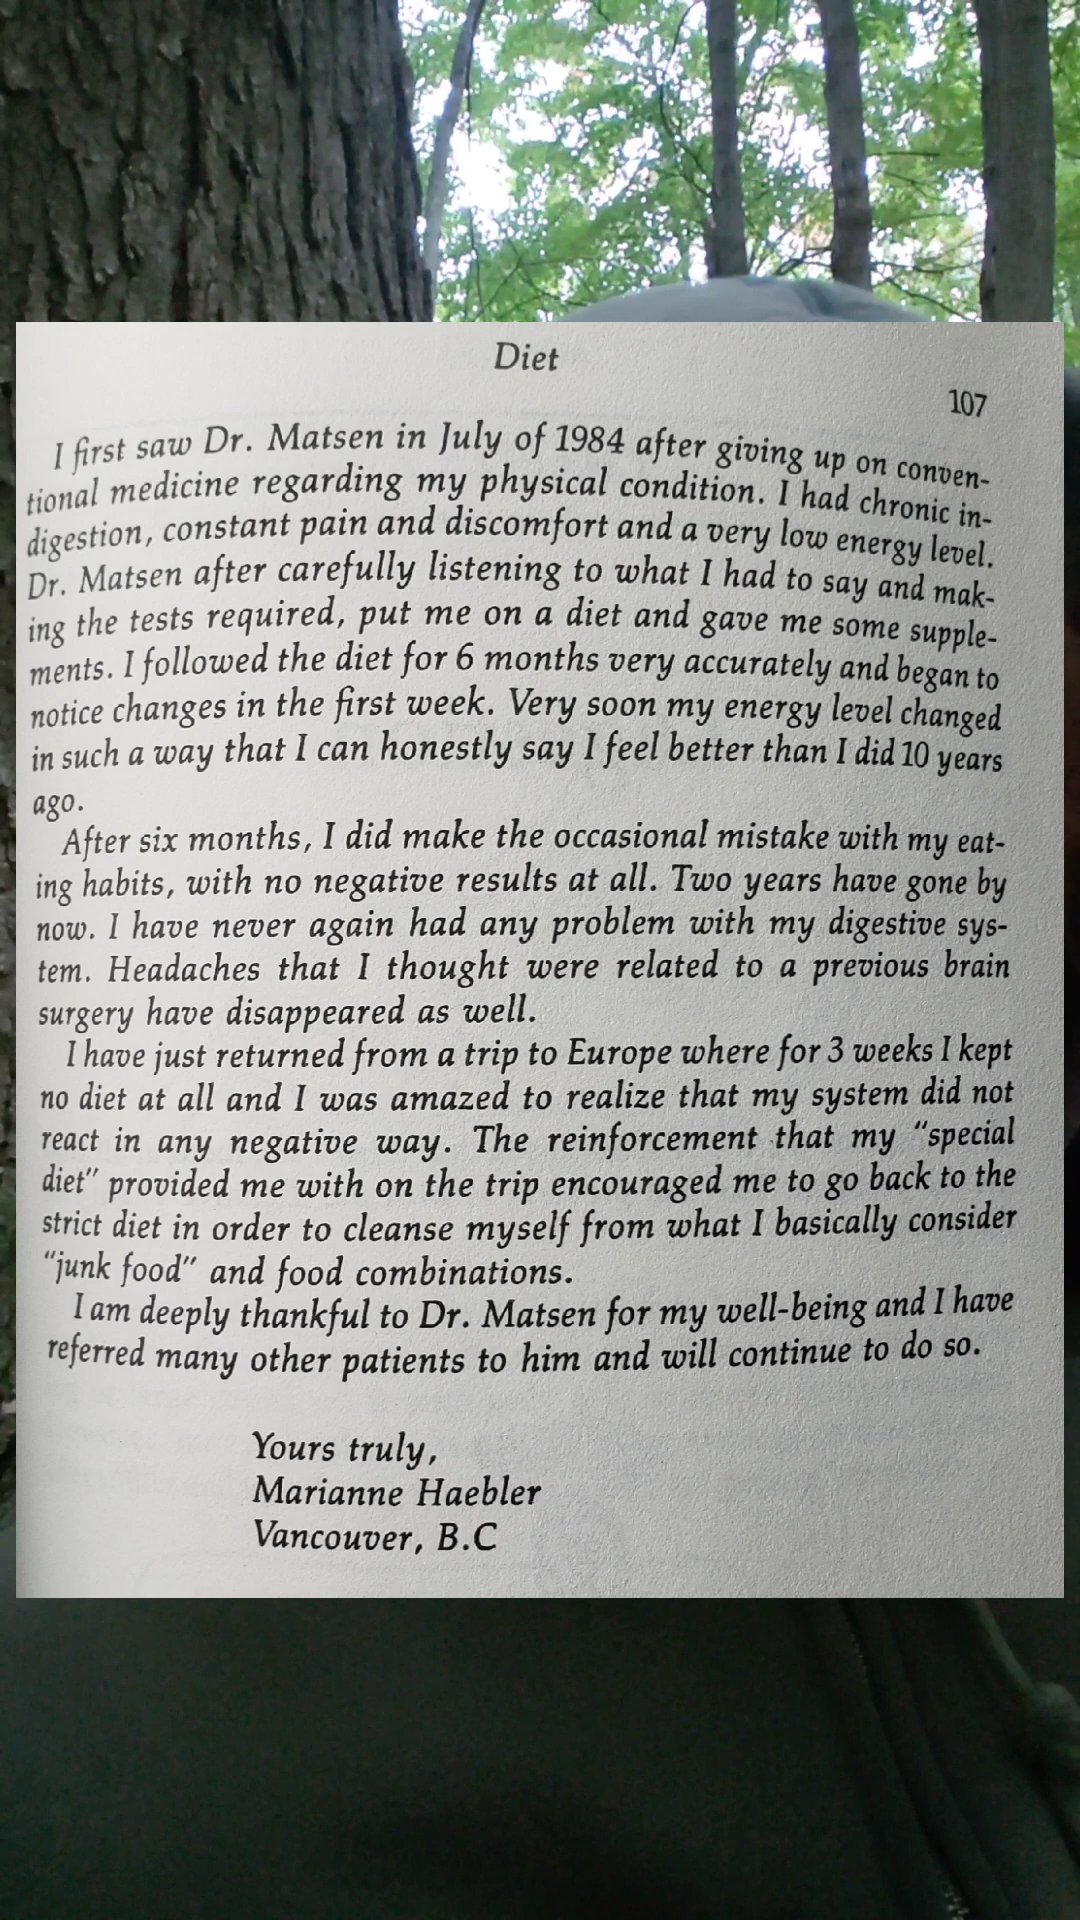 Diet
107
I first saw Dr. Matsen in July of 1984 after giving up on conven-
tional medicine regarding my physical condition. I had chronic in-
digestion, constant pain and discomfort and a very low energy level.
Dr. Matsen after carefully listening to what I had to say and mak-
ing the tests required, put me on a diet and gave me some supple-
ments. I followed the diet for 6 months very accurately and began to
notice changes in the first week. Very soon my energy level changed
in such a way that I can honestly say I feel better than I did 10 years
ago.
After six months, I did make the occasional mistake with my eat-
ing habits, with no negative results at all. Two years have gone by
now. I have never again had any problem with my digestive sys-
tem. Headaches that I thought were related to a previous brain
surgery have disappeared as well.
I have just returned from a trip to Europe where for 3 weeks I kept
no diet at all and I was amazed to realize that my system did not
react in any negative way. The reinforcement that my “special
diet” provided me with on the trip encouraged me to go back to the
strict diet in order to cleanse myself from what I basically consider
“junk food” and food combinations.
I am deeply thankful to Dr. Matsen for my well-being and I have
referred many other patients to him and will continue to do so.
Yours truly,
Marianne Haebler
Vancouver, B.C